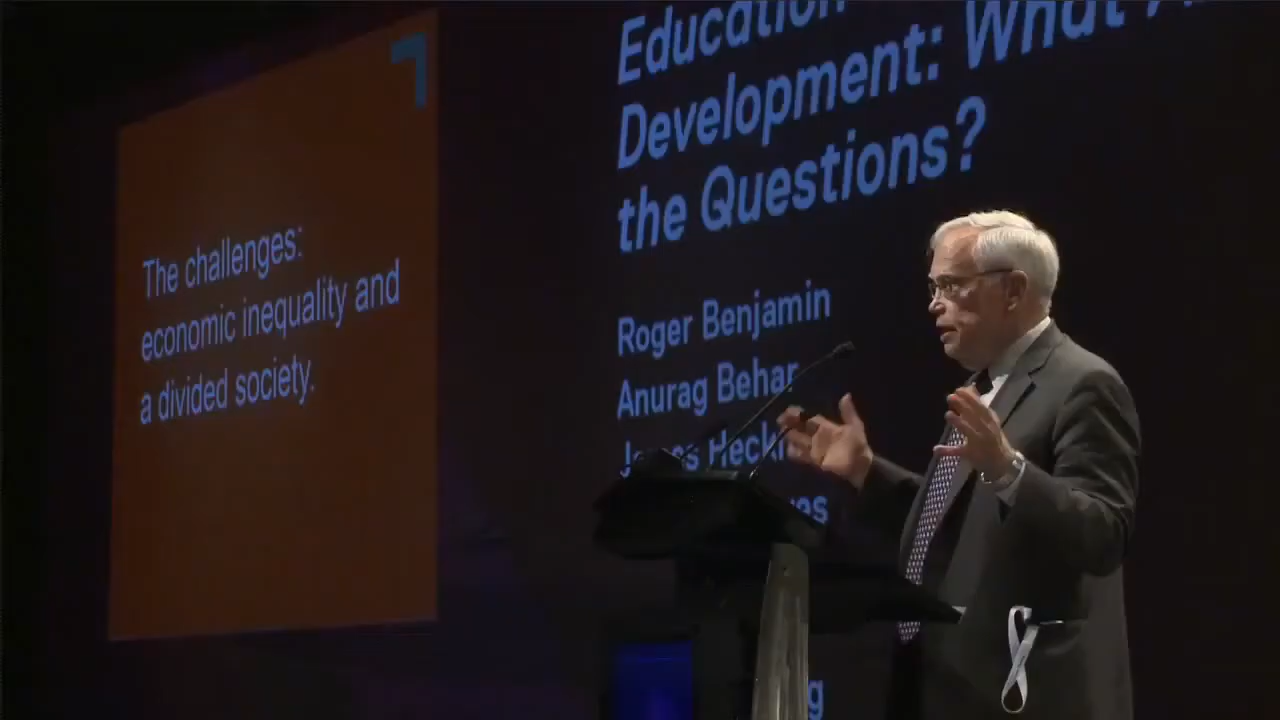 The challenges:
economic inequality and
a divided society.
Education
Development: What
the Questions?
Roger Benjamin
Anurag Behar